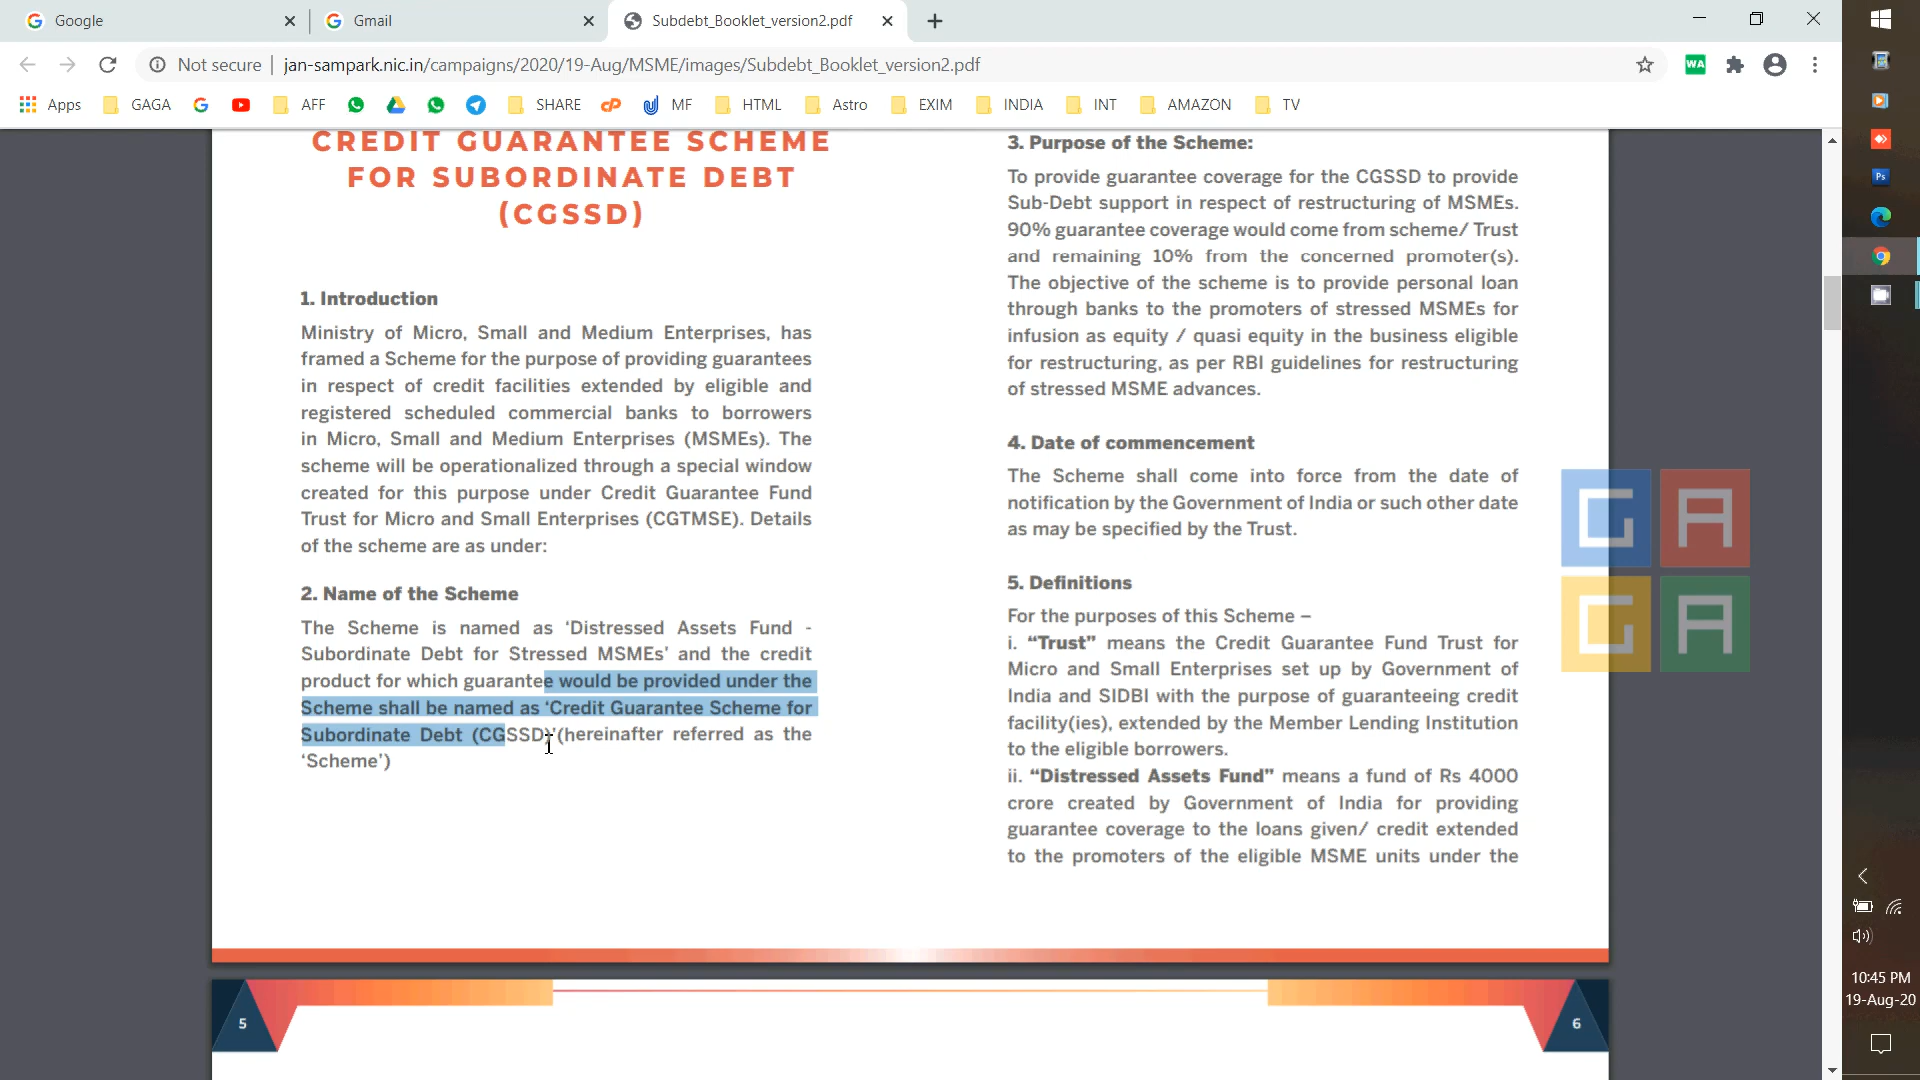 Google
Gmail
Subdebt_Booklet_version2.pdf
Not secure
jan-sampark.nic.in/campaigns/2020/19-Aug/MSME/images/Subdebt_Booklet_version2.pdf
WA
Apps
GAGA
AFF
SHARE
cP
MF
HTML
Astro
EXIM
INDIA
INT
AMAZON
TV
CREDIT GUARANTEE SCHEME
FOR SUBORDINATE DEBT
(CGSSD)
1. Introduction
Ministry of Micro, Small and Medium Enterprises, has
framed a Scheme for the purpose of providing guarantees
in respect of credit facilities extended by eligible and
registered scheduled commercial banks to borrowers
in Micro, Small and Medium Enterprises (MSMEs). The
scheme will be operationalized through a special window
created for this purpose under Credit Guarantee Fund
Trust for Micro and Small Enterprises (CGTMSE). Details
of the scheme are as under:
2. Name of the Scheme
The Scheme is named as ‘Distressed Assets Fund -
Subordinate Debt for Stressed MSMEs’ and the credit
product for which guarantee would be provided under the
Scheme shall be named as ‘Credit Guarantee Scheme for
Subordinate Debt (CGSSD)’(hereinafter referred as the
‘Scheme’)
3. Purpose of the Scheme:
To provide guarantee coverage for the CGSSD to provide
Sub-Debt support in respect of restructuring of MSMEs.
90% guarantee coverage would come from scheme/ Trust
and remaining 10% from the concerned promoter(s).
The objective of the scheme is to provide personal loan
through banks to the promoters of stressed MSMEs for
infusion as equity / quasi equity in the business eligible
for restructuring, as per RBI guidelines for restructuring
of stressed MSME advances.
4. Date of commencement
The Scheme shall come into force from the date of
notification by the Government of India or such other date
as may be specified by the Trust.
5. Definitions
For the purposes of this Scheme –
i. “Trust” means the Credit Guarantee Fund Trust for
Micro and Small Enterprises set up by Government of
India and SIDBI with the purpose of guaranteeing credit
facility(ies), extended by the Member Lending Institution
to the eligible borrowers.
ii. “Distressed Assets Fund” means a fund of Rs 4000
crore created by Government of India for providing
guarantee coverage to the loans given/ credit extended
to the promoters of the eligible MSME units under the
5
6
G A
G A
Ps
10:45 PM
19-Aug-20